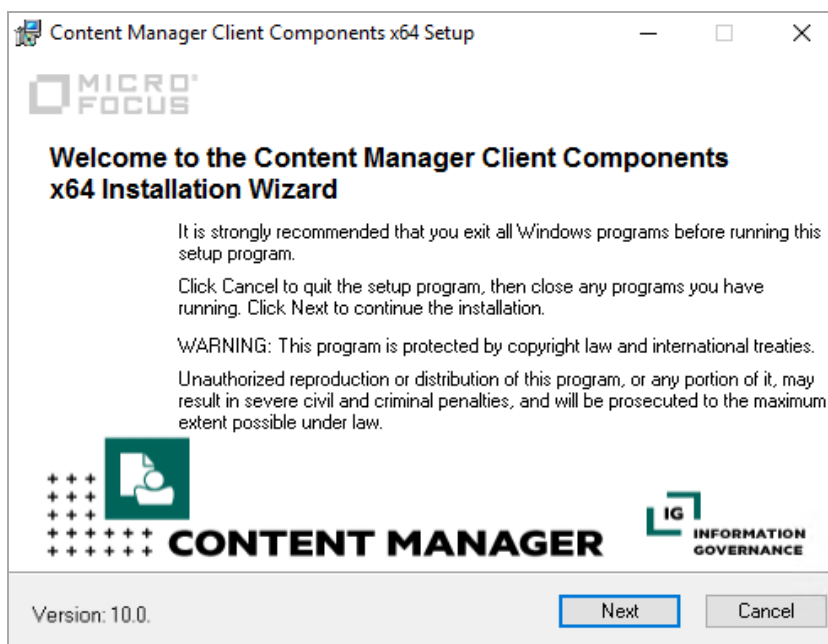 Content Manager Client Components x64 Setup
MICRO
FOCUS
Welcome to the Content Manager Client Components
x64 Installation Wizard
It is strongly recommended that you exit all Windows programs before running this
setup program.
Click Cancel to quit the setup program, then close any programs you have
running. Click Next to continue the installation.
WARNING: This program is protected by copyright law and international treaties.
Unauthorized reproduction or distribution of this program, or any portion of it, may
result in severe civil and criminal penalties, and will be prosecuted to the maximum
extent possible under law.
CONTENT MANAGER
IG
INFORMATION
GOVERNANCE
Version: 10.0.
Next
Cancel